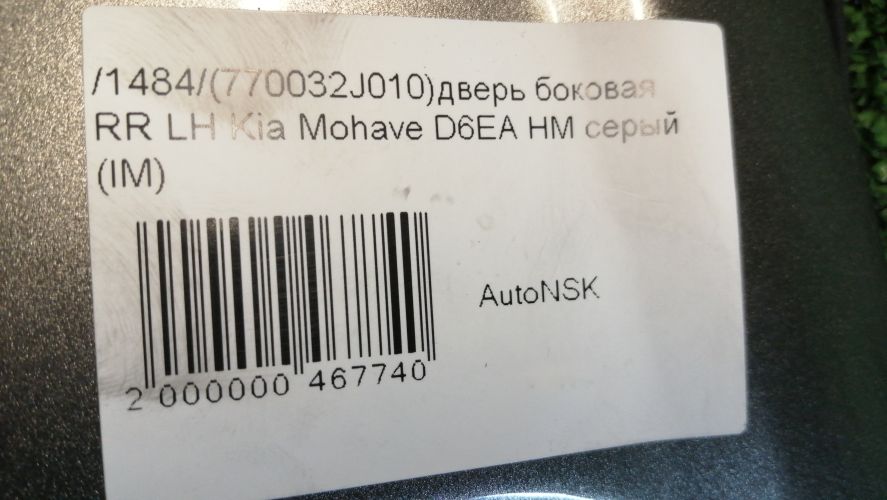 /1484/(770032J010)дверь боковая
RR LH Kia Mohave D6EA HM серый
(IM)
AutoNSK
2 000000 467740